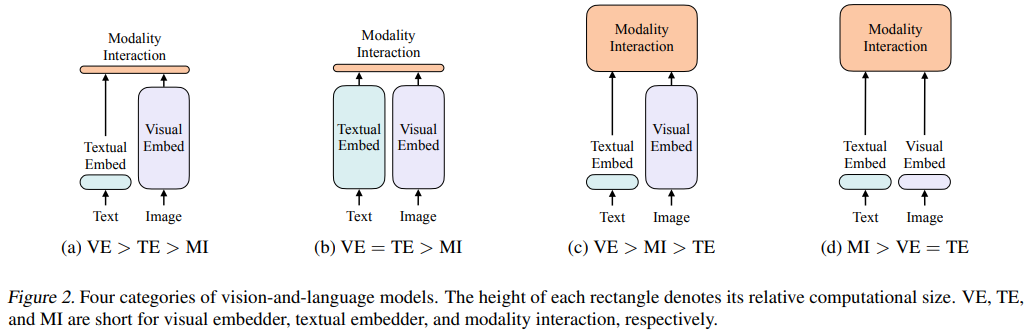 Modality
Interaction
Textual
Embed
Visual
Embed
Text
Image
(a) VE > TE > MI
Modality
Interaction
Textual
Embed
Visual
Embed
Text
Image
(b) VE = TE > MI
Modality
Interaction
Textual
Embed
Visual
Embed
Text
Image
(c) VE > MI > TE
Modality
Interaction
Textual
Embed
Visual
Embed
Text
Image
(d) MI > VE = TE
Figure 2. Four categories of vision-and-language models. The height of each rectangle denotes its relative computational size. VE, TE,
and MI are short for visual embedder, textual embedder, and modality interaction, respectively.